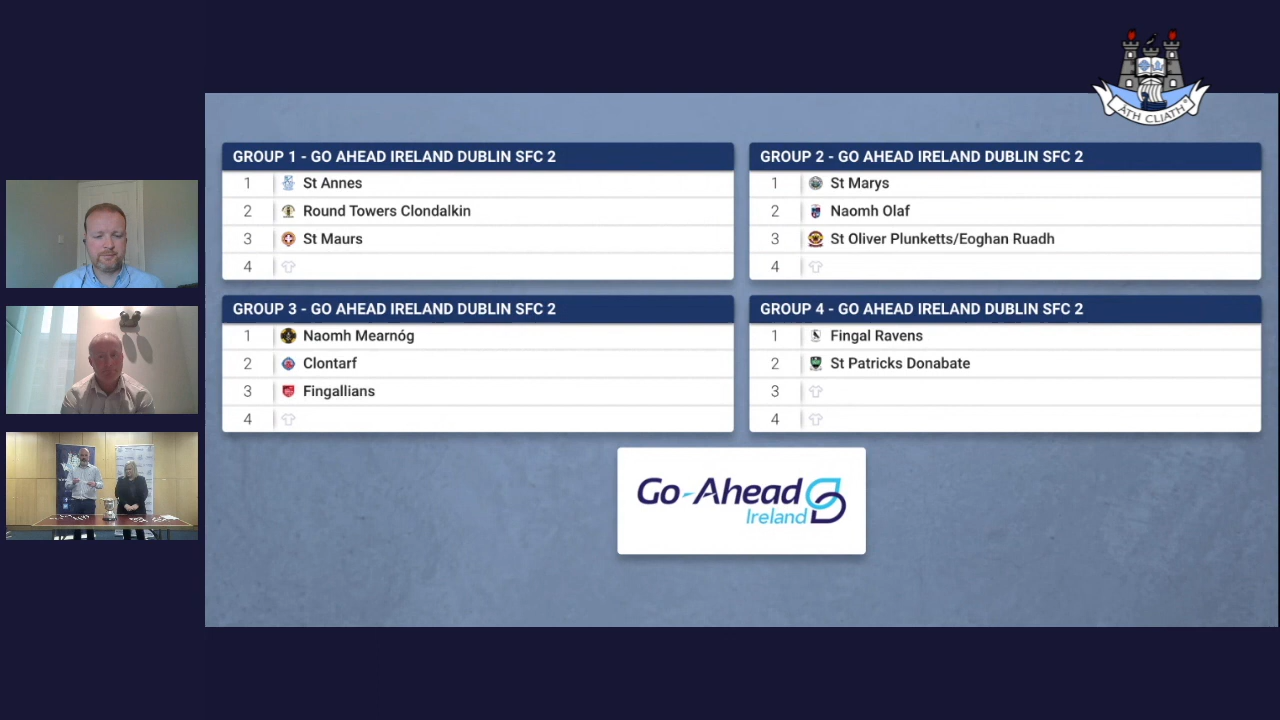 ÁTH CLIATH
GROUP 1 - GO AHEAD IRELAND DUBLIN SFC 2
1 St Annes
2 Round Towers Clondalkin
3 St Maurs
4
GROUP 2 - GO AHEAD IRELAND DUBLIN SFC 2
1 St Marys
2 Naomh Olaf
3 St Oliver Plunketts/Eoghan Ruadh
4
GROUP 3 - GO AHEAD IRELAND DUBLIN SFC 2
1 Naomh Mearnóg
2 Clontarf
3 Fingallians
4
GROUP 4 - GO AHEAD IRELAND DUBLIN SFC 2
1 Fingal Ravens
2 St Patricks Donabate
3
4
Go-Ahead
Ireland